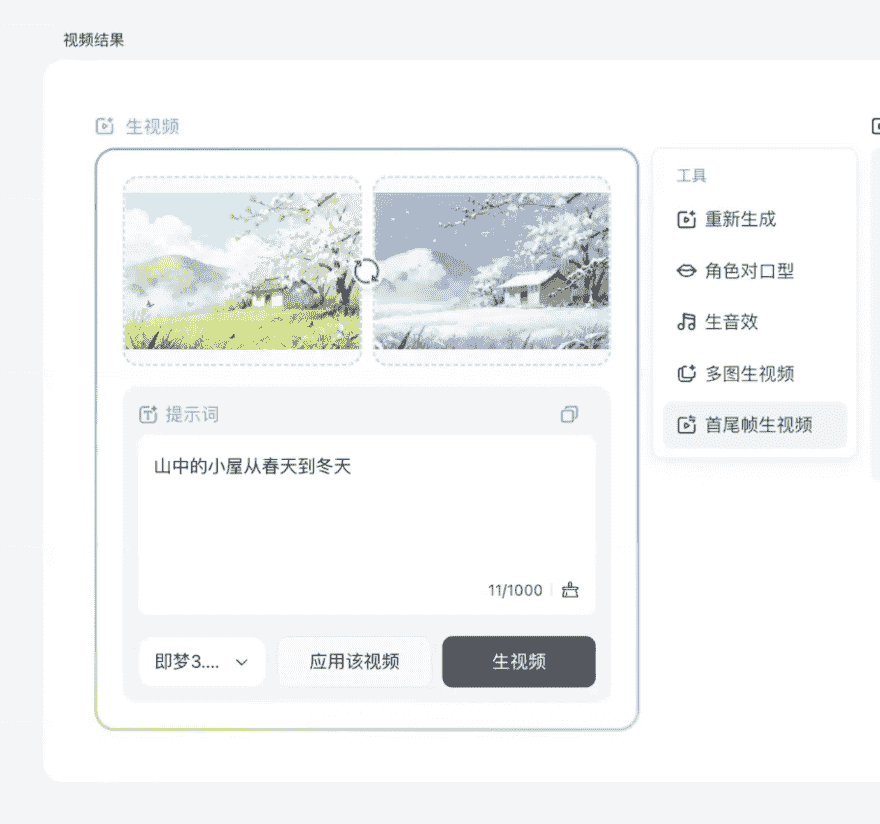 视频结果
生视频
工具
重新生成
角色对口型
生音效
多图生视频
首尾帧生视频
提示词
山中的小屋从春天到冬天
11/1000
即梦3....
应用该视频
生视频